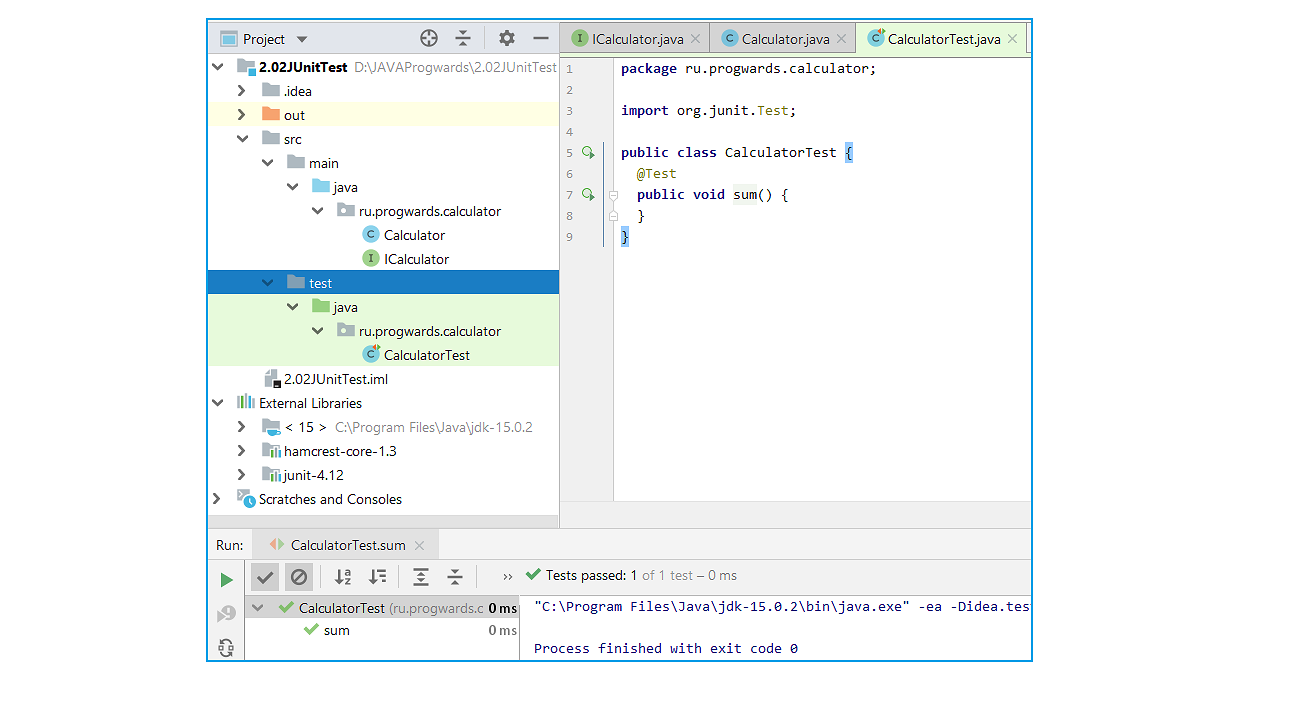 Project
2.02JUnitTest D:\JAVAProgwards\2.02JUnitTest
.idea
out
src
main
java
ru.progwards.calculator
C Calculator
I ICalculator
test
java
ru.progwards.calculator
C CalculatorTest
2.02JUnitTest.iml
External Libraries
< 15 > C:\Program Files\Java\jdk-15.0.2
hamcrest-core-1.3
junit-4.12
Scratches and Consoles
I ICalculator.java C Calculator.java C CalculatorTest.java
1 package ru.progwards.calculator;
2
3 import org.junit.Test;
4
5 public class CalculatorTest {
6 @Test
7 public void sum() {
8 }
9 }
Run: CalculatorTest.sum
» Tests passed: 1 of 1 test – 0 ms
CalculatorTest (ru.progwards.c 0 ms
sum 0 ms
"C:\Program Files\Java\jdk-15.0.2\bin\java.exe" -ea -Didea.tes
Process finished with exit code 0